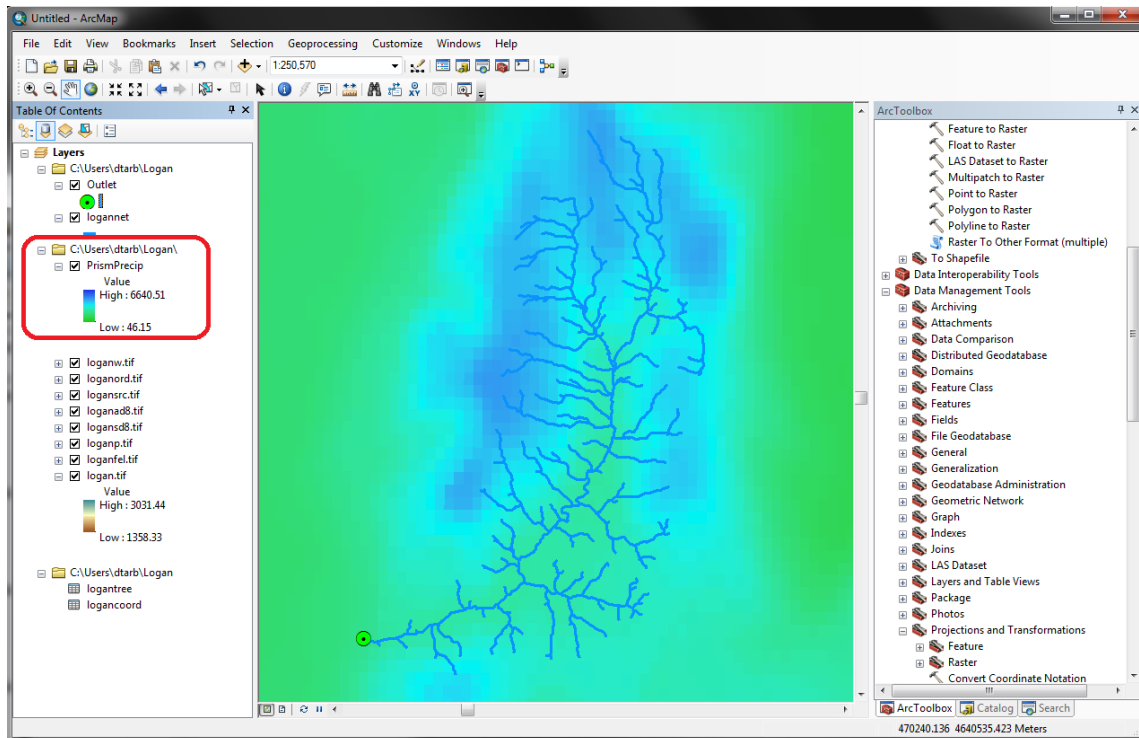 Untitled - ArcMap
File Edit View Bookmarks Insert Selection Geoprocessing Customize Windows Help
1:250,570
Table Of Contents
Layers
C:\Users\dtarb\Logan
Outlet
logannet
C:\Users\dtarb\Logan\
PrismPrecip
Value
High : 6640.51
Low : 46.15
loganw.tif
loganord.tif
logansrc.tif
loganad8.tif
logansd8.tif
loganp.tif
loganfel.tif
logan.tif
Value
High : 3031.44
Low : 1358.33
C:\Users\dtarb\Logan
logantree
logancoord
ArcToolbox
Feature to Raster
Float to Raster
LAS Dataset to Raster
Multipatch to Raster
Point to Raster
Polygon to Raster
Polyline to Raster
Raster To Other Format (multiple)
To Shapefile
Data Interoperability Tools
Data Management Tools
Archiving
Attachments
Data Comparison
Distributed Geodatabase
Domains
Feature Class
Features
Fields
File Geodatabase
General
Generalization
Geodatabase Administration
Geometric Network
Graph
Indexes
Joins
LAS Dataset
Layers and Table Views
Package
Photos
Projections and Transformations
Feature
Raster
Convert Coordinate Notation
ArcToolbox Catalog Search
470240.136 4640535.423 Meters